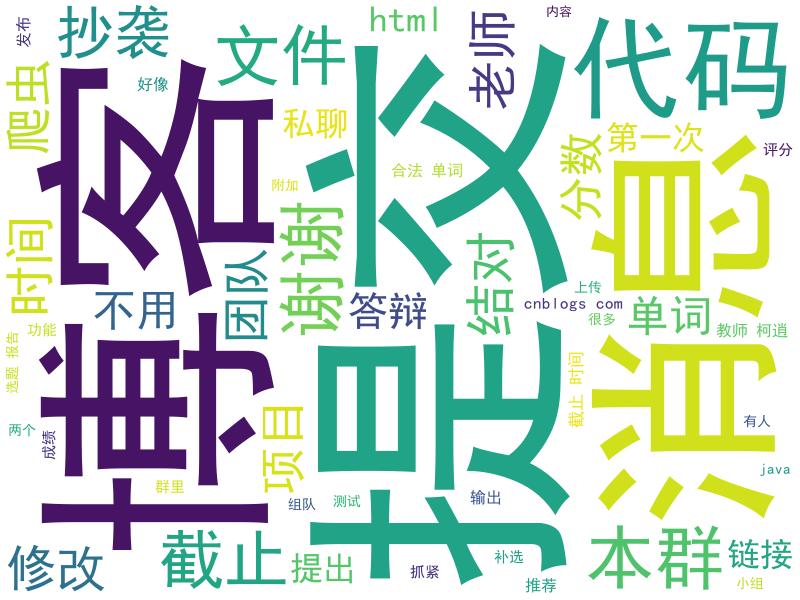 发布
抄袭
好像
文件
html
老师
内容
代码
爬虫
博客
私聊
附加
提交
合法 单词
分数
第一次
评分
消息
时间
不用
团队
谢谢
答辩
结对
上传
cnblogs com
很多
单词
教师 柯逍
功能
选题 报告
两个
成绩
群里
项目
组队
测试
输出
截止 时间
有人
java
修改
截止
提出
抓紧
补选
推荐
本群
链接
小组